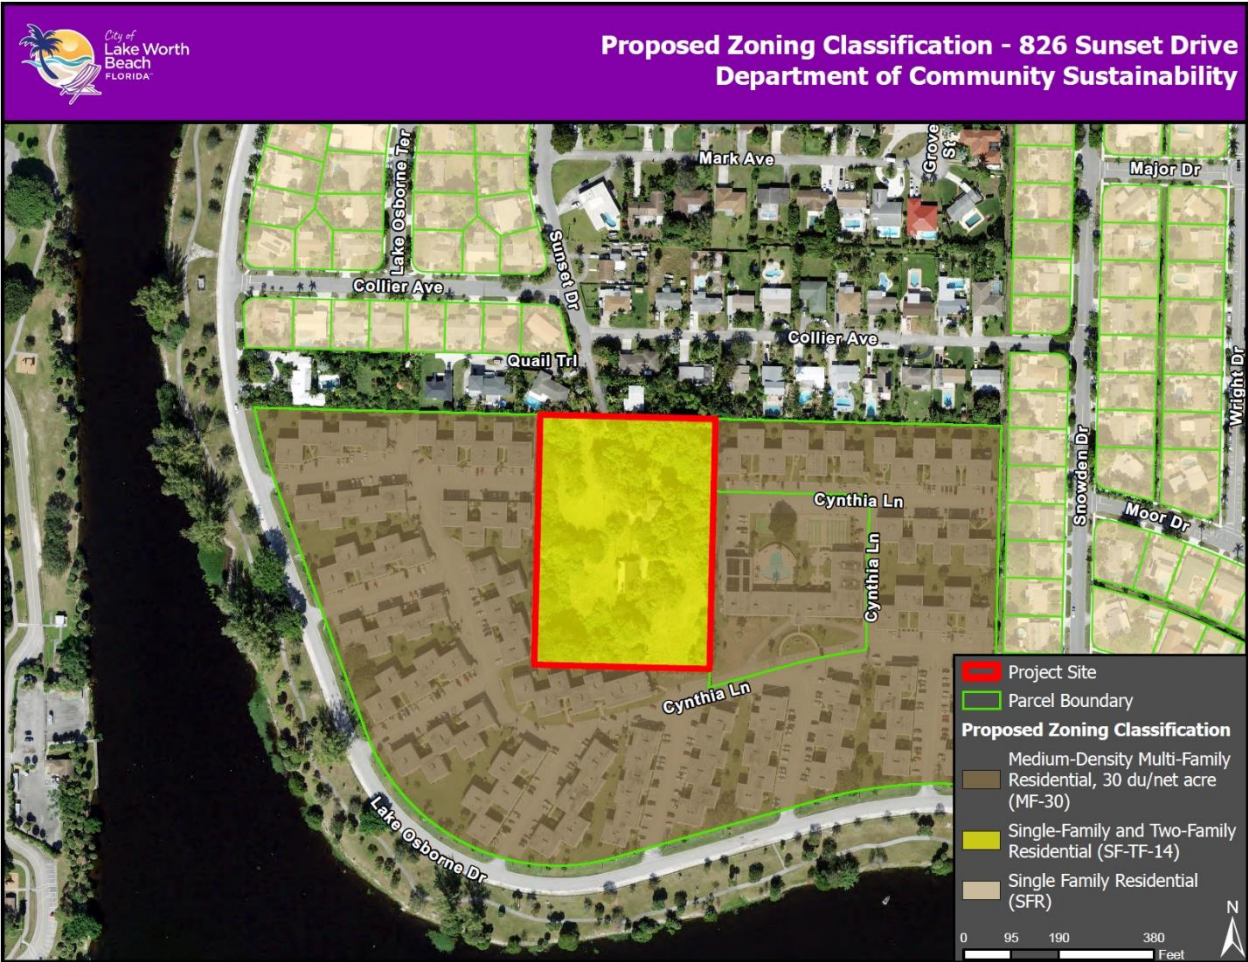 City of
Lake Worth
Beach
FLORIDA
Proposed Zoning Classification - 826 Sunset Drive
Department of Community Sustainability
Mark Ave
Grove
St
Major Dr
Lake Osborne Ter
Sunset Dr
Collier Ave
Collier Ave
Quail Trl
Wright Dr
Snowden Dr
Cynthia Ln
Moor Dr
Cynthia Ln
Cynthia Ln
Lake Osborne Dr
Project Site
Parcel Boundary
Proposed Zoning Classification
Medium-Density Multi-Family
Residential, 30 du/net acre
(MF-30)
Single-Family and Two-Family
Residential (SF-TF-14)
Single Family Residential
(SFR)
N
0 95 190 380
Feet